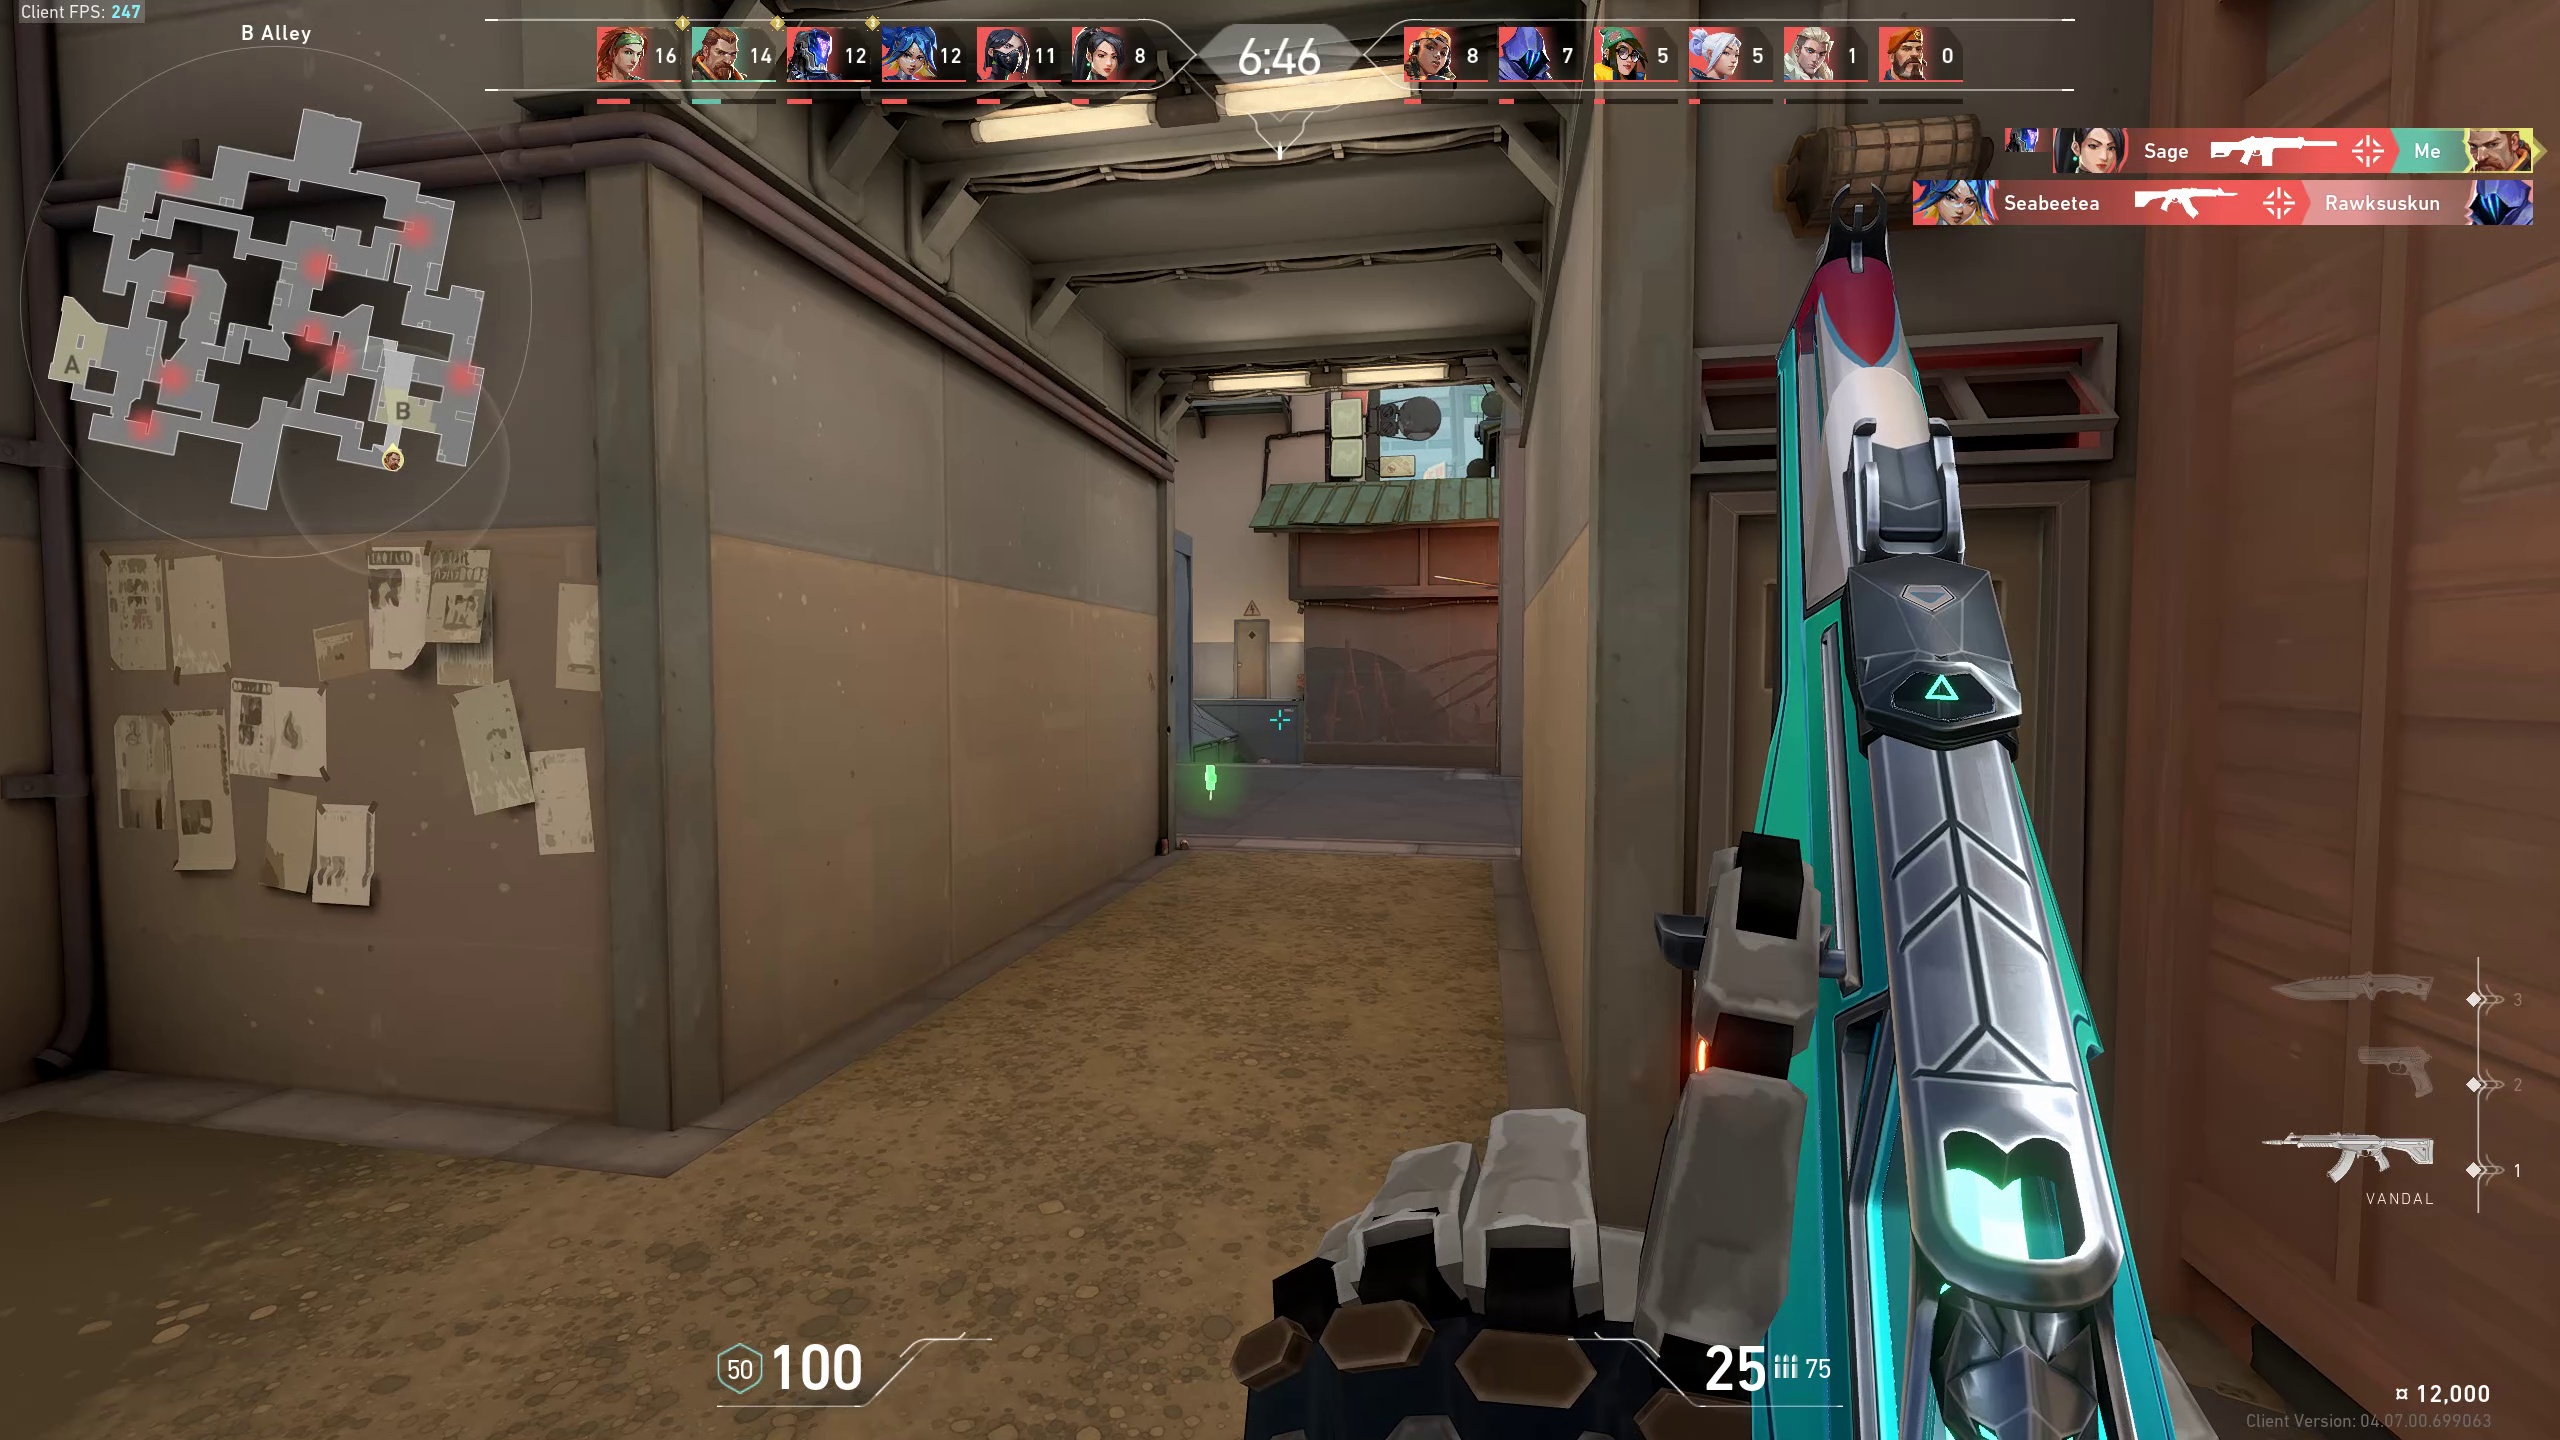 Client FPS: 247
B Alley
16 14 12 12 11 8 6:46 8 7 5 5 1 0
Sage Me
Seabeetea Rawksuskun
A
B
3
2
1
VANDAL
50 100
25 75
¤ 12,000
Client Version: 04.07.00.699063